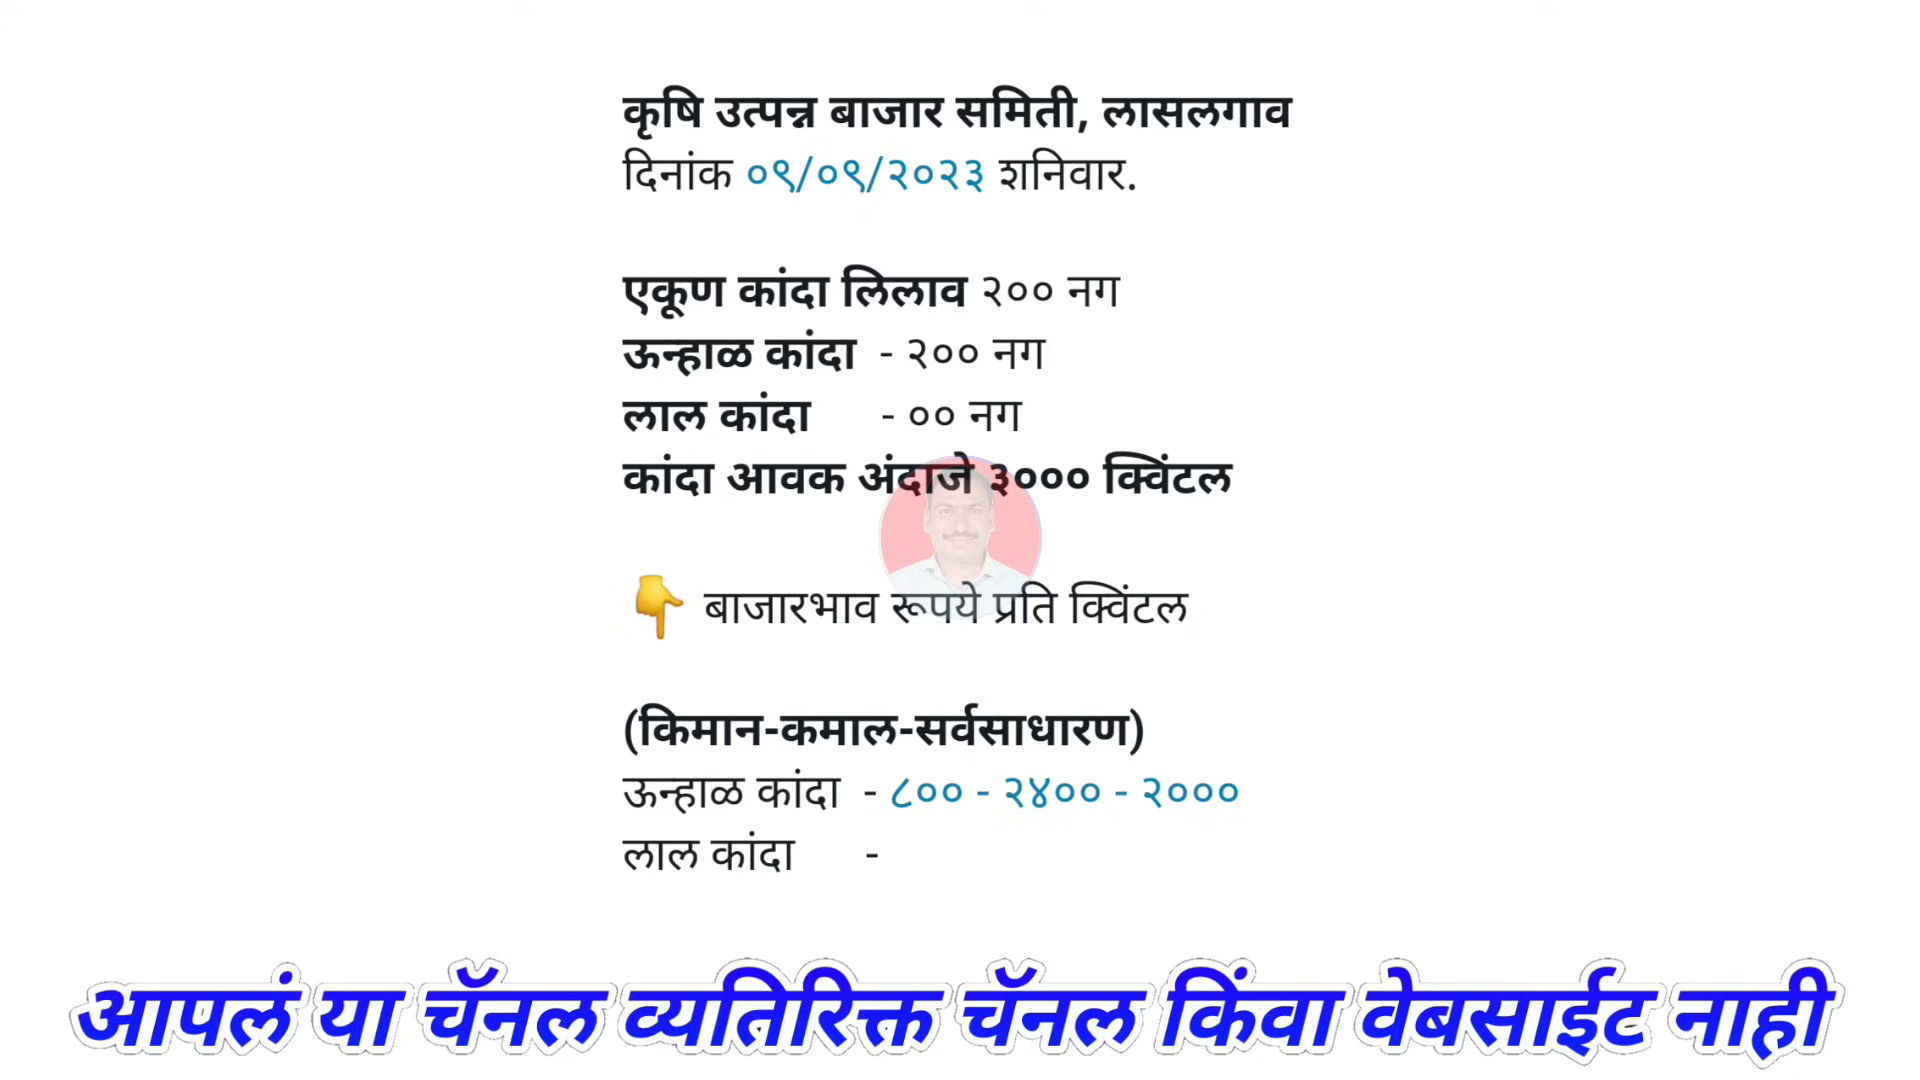 कृषि उत्पन्न बाजार समिती, लासलगाव
दिनांक ०९/०९/२०२३ शनिवार.
एकूण कांदा लिलाव २०० नग
ऊन्हाळ कांदा - २०० नग
लाल कांदा - ०० नग
कांदा आवक अंदाजे ३००० क्विंटल
👇 बाजारभाव रूपये प्रति क्विंटल
(किमान-कमाल-सर्वसाधारण)
ऊन्हाळ कांदा - ८०० - २४०० - २०००
लाल कांदा -
आपलं या चॅनल व्यतिरिक्त चॅनल किंवा वेबसाईट नाही